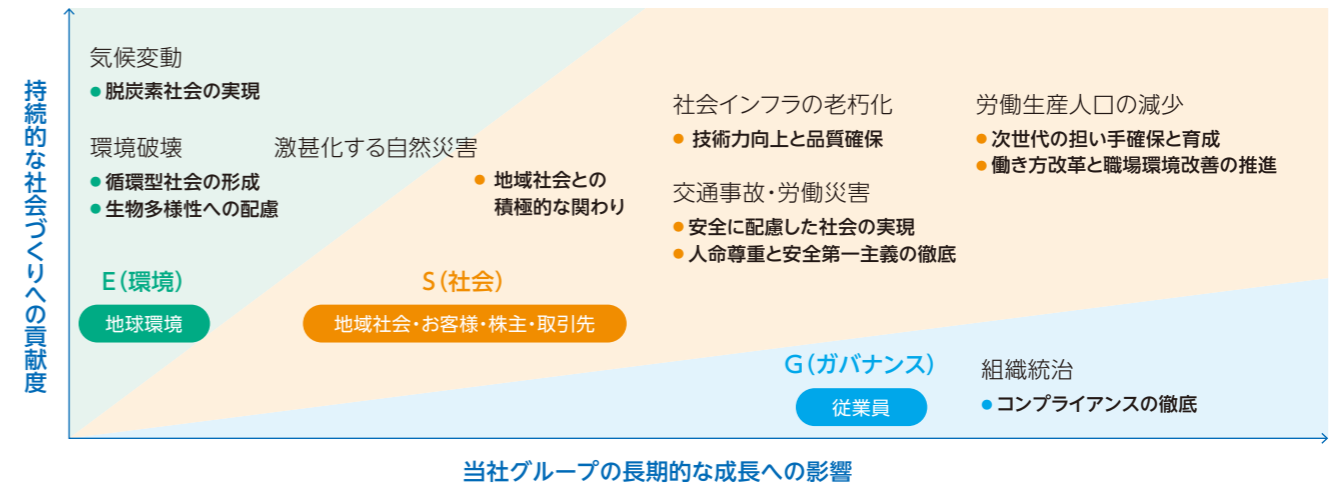 持続的な社会づくりへの貢献度
気候変動
●脱炭素社会の実現
環境破壊
●循環型社会の形成
●生物多様性への配慮
激甚化する自然災害
● 地域社会との
積極的な関わり
社会インフラの老朽化
● 技術力向上と品質確保
交通事故・労働災害
●安全に配慮した社会の実現
●人命尊重と安全第一主義の徹底
労働生産人口の減少
●次世代の担い手確保と育成
●働き方改革と職場環境改善の推進
E（環境）
地球環境
S（社会）
地域社会・お客様・株主・取引先
G（ガバナンス）
従業員
組織統治
●コンプライアンスの徹底
当社グループの長期的な成長への影響